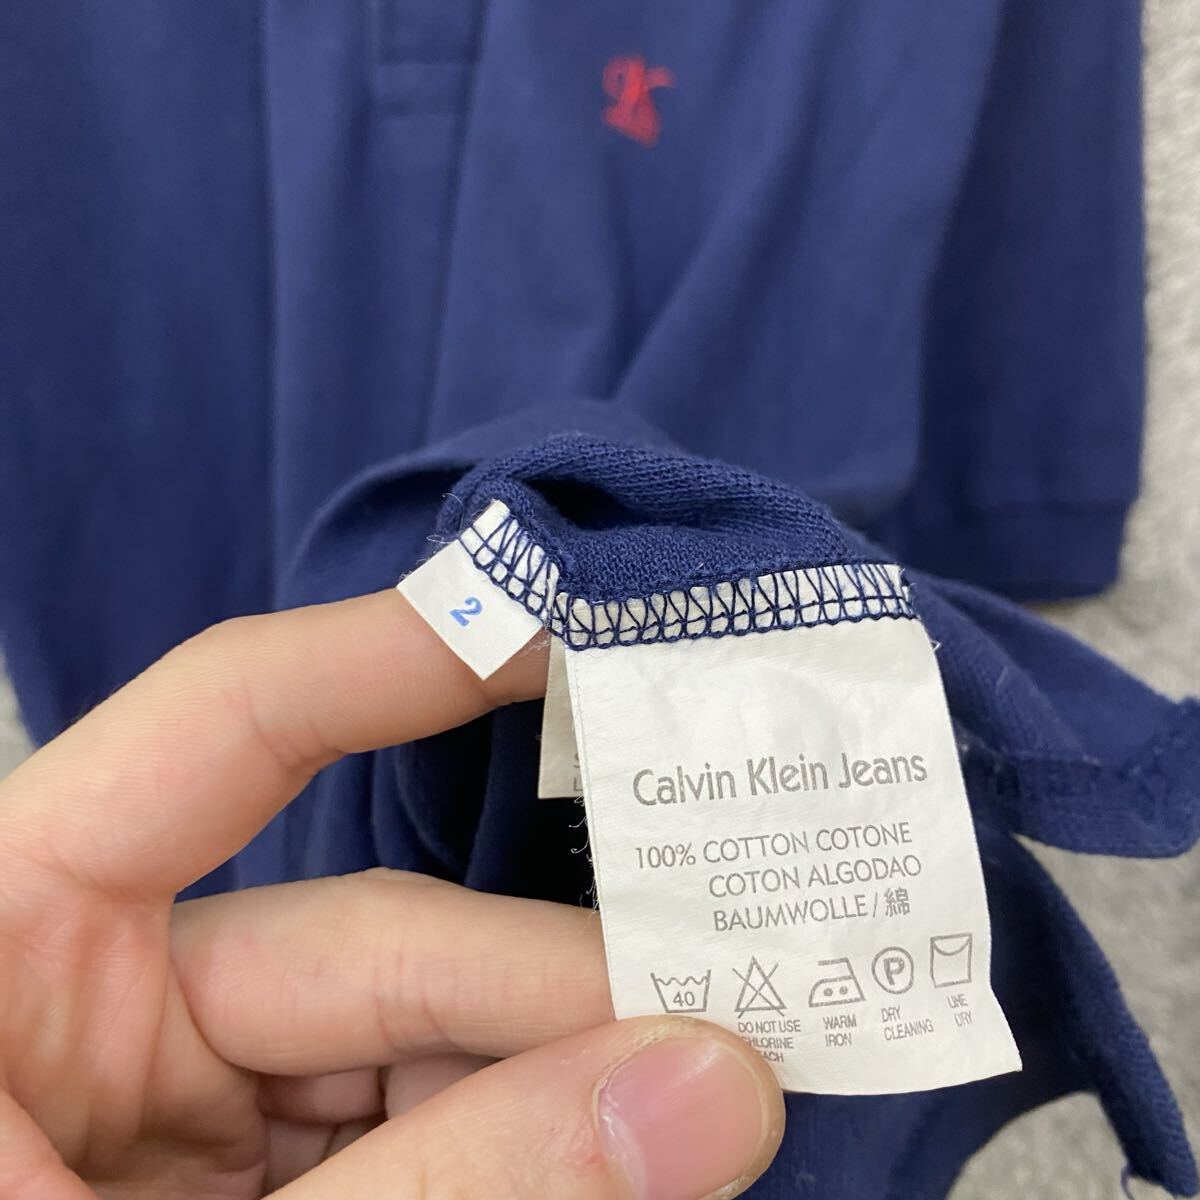 2
Calvin Klein Jeans
100% COTTON COTONE
COTON ALGODAO
BAUMWOLLE/綿
40
DO NOT USE
CHLORINE
WARM
IRON
P
DRY
CLEANING
LINE
DRY